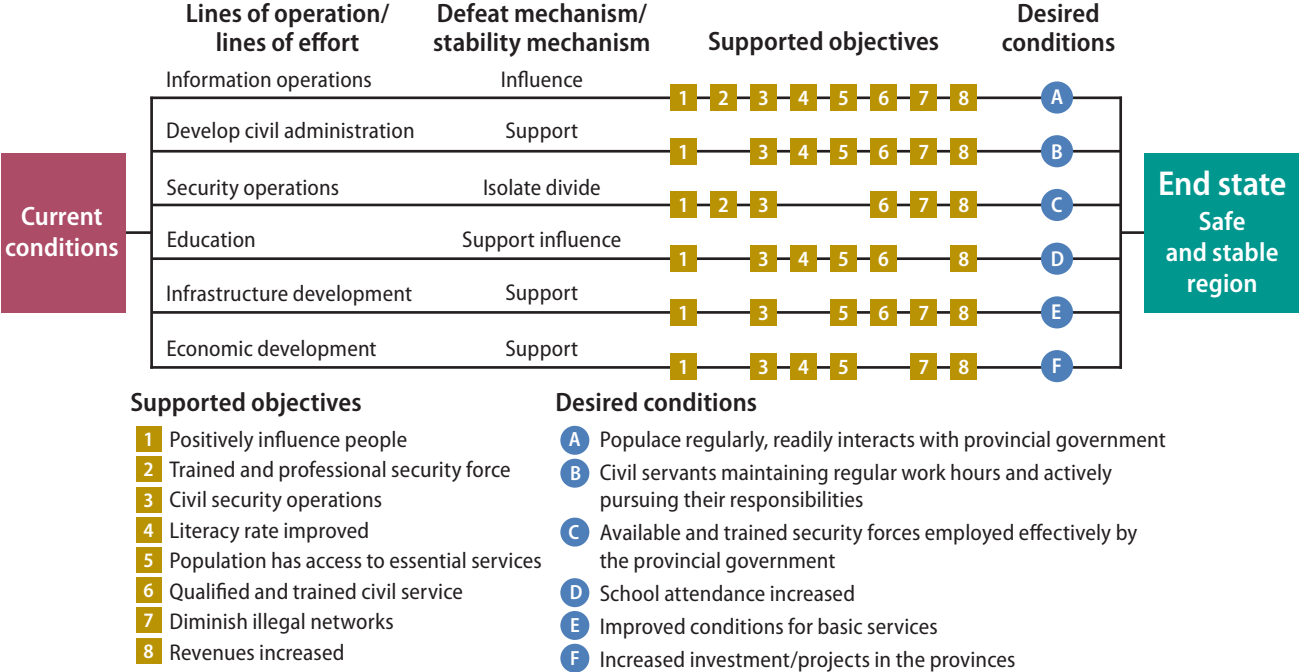 Lines of operation/
lines of effort
Defeat mechanism/
stability mechanism
Supported objectives
Desired
conditions
Information operations
Influence
1 2 3 4 5 6 7 8 A
Develop civil administration
Support
1 3 4 5 6 7 8 B
Security operations
Isolate divide
1 2 3 6 7 8 C
Education
Support influence
1 3 4 5 6 8 D
Infrastructure development
Support
1 3 5 6 7 8 E
Economic development
Support
1 3 4 5 7 8 F
Current
conditions
End state
Safe
and stable
region
Supported objectives
1 Positively influence people
2 Trained and professional security force
3 Civil security operations
4 Literacy rate improved
5 Population has access to essential services
6 Qualified and trained civil service
7 Diminish illegal networks
8 Revenues increased
Desired conditions
A Populace regularly, readily interacts with provincial government
B Civil servants maintaining regular work hours and actively
pursuing their responsibilities
C Available and trained security forces employed effectively by
the provincial government
D School attendance increased
E Improved conditions for basic services
F Increased investment/projects in the provinces